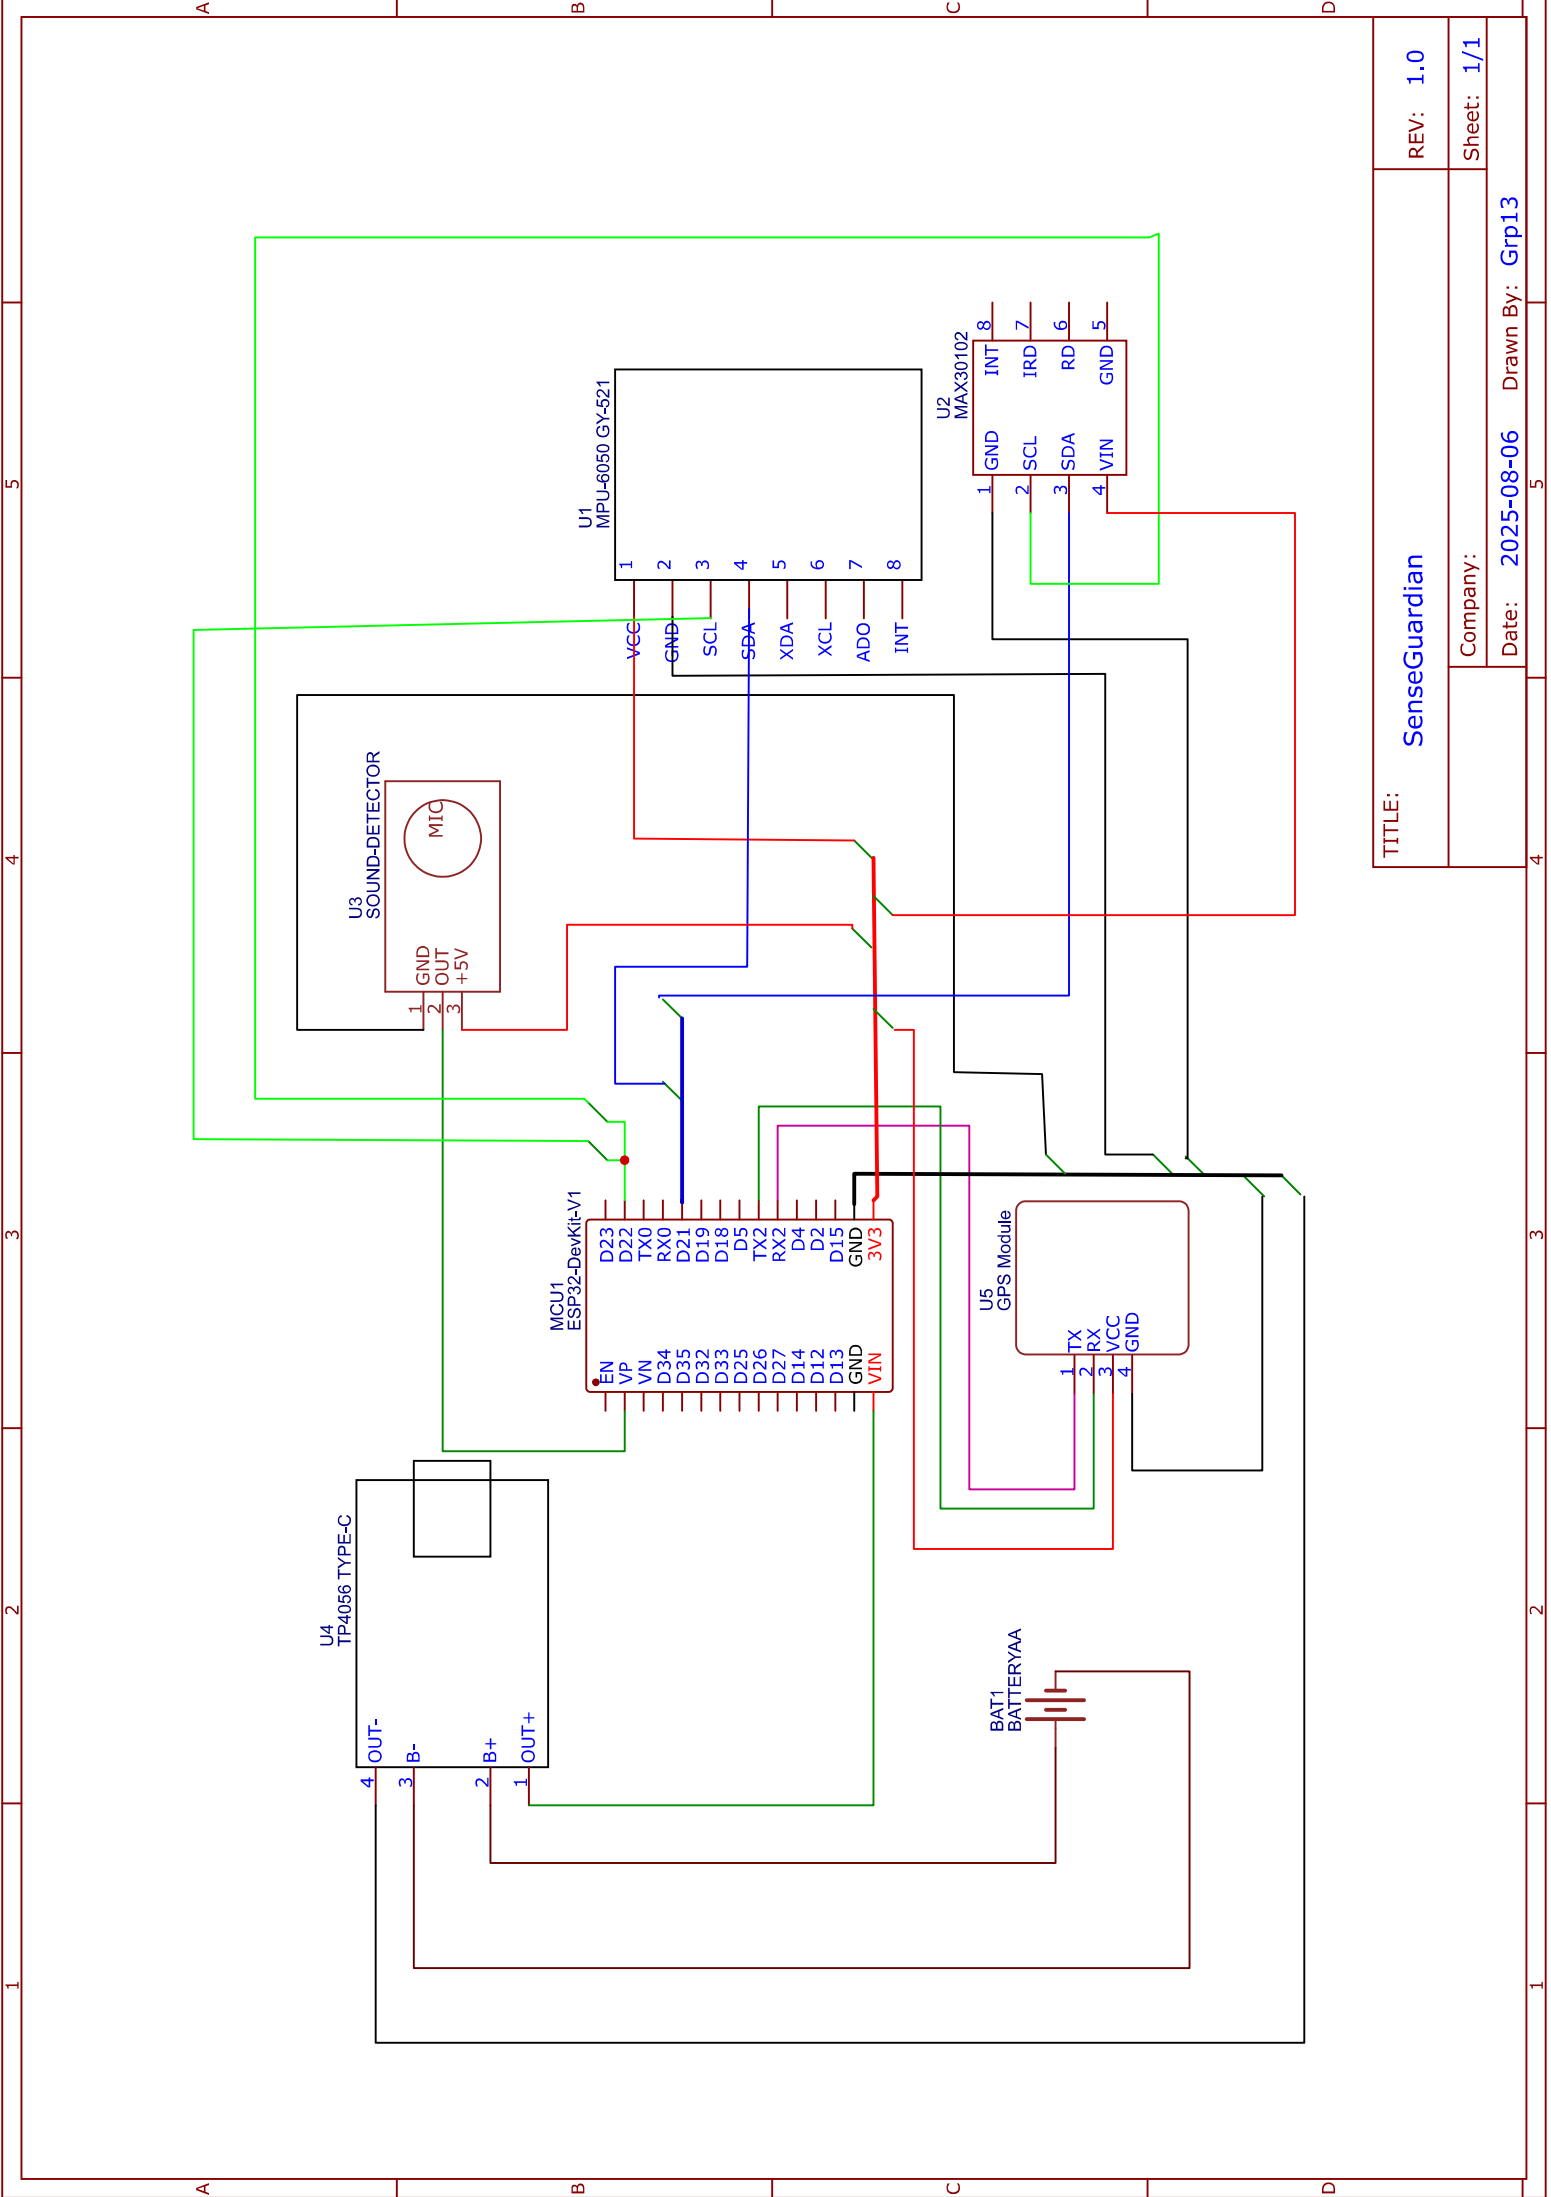 A
B
C
D
5
4
3
2
1
5
4
3
2
1
A
B
C
D
TITLE:
SenseGuardian
REV: 1.0
Company:
Sheet: 1/1
Date: 2025-08-06
Drawn By: Grp13
U4
TP4056 TYPE-C
4 OUT-
3 B-
2 B+
1 OUT+
BAT1
BATTERYAA
MCU1
ESP32-DevKit-V1
EN
VP
VN
D34
D35
D32
D33
D25
D26
D27
D14
D12
D13
GND
VIN
D23
D22
TX0
RX0
D21
D19
D18
D5
TX2
RX2
D4
D2
D15
GND
3V3
U5
GPS Module
1 TX
2 RX
3 VCC
4 GND
U3
SOUND-DETECTOR
MIC
1 GND
2 OUT
3 +5V
U1
MPU-6050 GY-521
VCC 1
GND 2
SCL 3
SDA 4
XDA 5
XCL 6
ADO 7
INT 8
U2
MAX30102
1 GND
2 SCL
3 SDA
4 VIN
INT 8
IRD 7
RD 6
GND 5